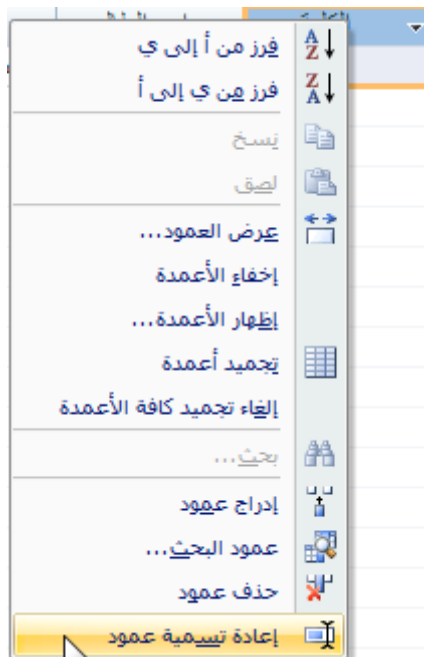 فرز من أ إلى ي
فرز من ي إلى أ
نسخ
لصق
عرض العمود...
إخفاء الأعمدة
إظهار الأعمدة...
تجميد أعمدة
إلغاء تجميد كافة الأعمدة
بحث...
إدراج عمود
عمود البحث...
حذف عمود
إعادة تسمية عمود